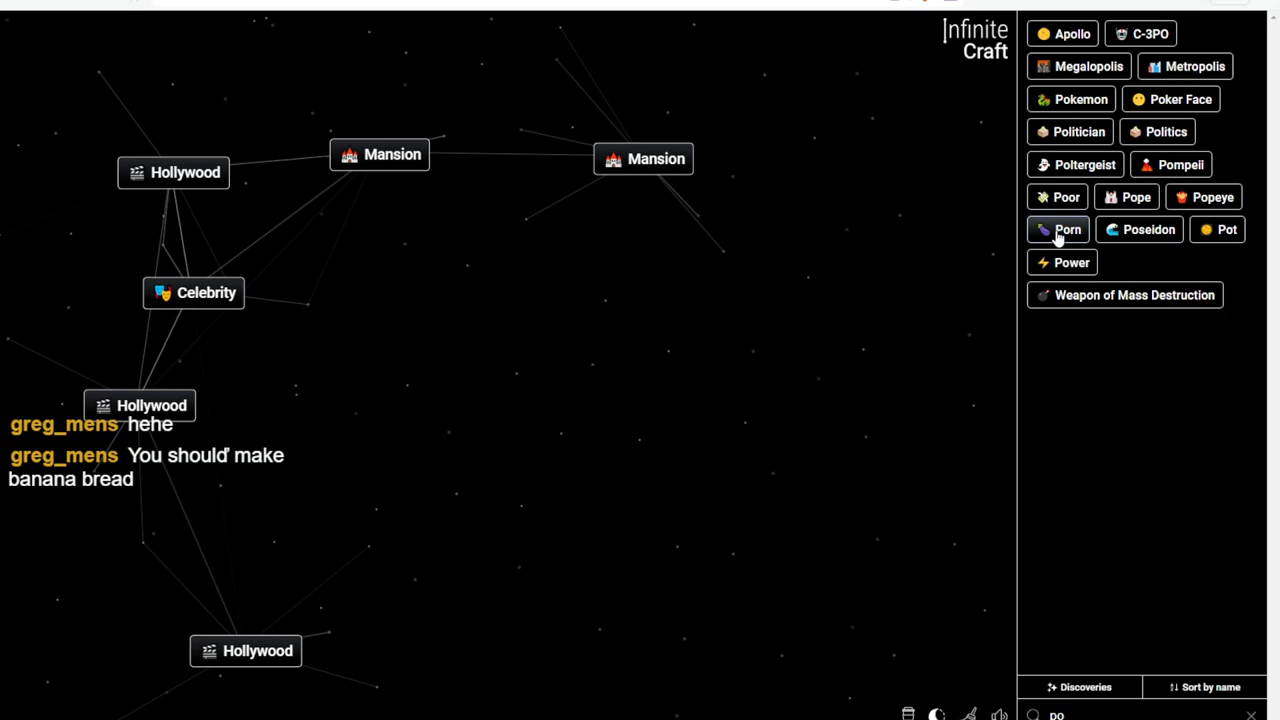 Infinite
Craft
Apollo
C-3PO
Megalopolis
Metropolis
Pokemon
Poker Face
Politician
Politics
Poltergeist
Pompeii
Poor
Pope
Popeye
Porn
Poseidon
Pot
Power
Weapon of Mass Destruction
Hollywood
Mansion
Mansion
Celebrity
Hollywood
greg_mens hehe
greg_mens You should make
banana bread
Hollywood
Discoveries
Sort by name
po